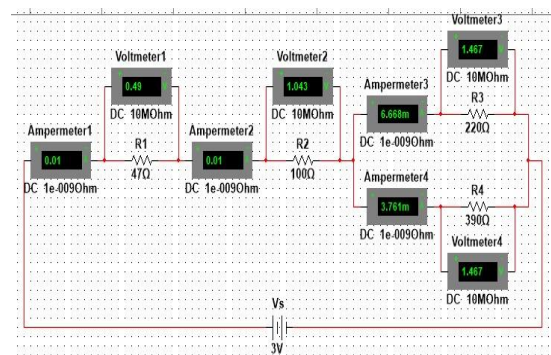 Voltmeter3
1.467
DC 10MOhm
Voltmeter1
0.49
DC 10MOhm
Voltmeter2
1.043
DC 10MOhm
Ampermeter3
6.668m
DC 1e-009Ohm
R3
220Ω
Ampermeter1
0.01
DC 1e-009Ohm
R1
47Ω
Ampermeter2
0.01
DC 1e-009Ohm
R2
100Ω
Ampermeter4
3.761m
DC 1e-009Ohm
R4
390Ω
Voltmeter4
1.467
DC 10MOhm
Vs
3V